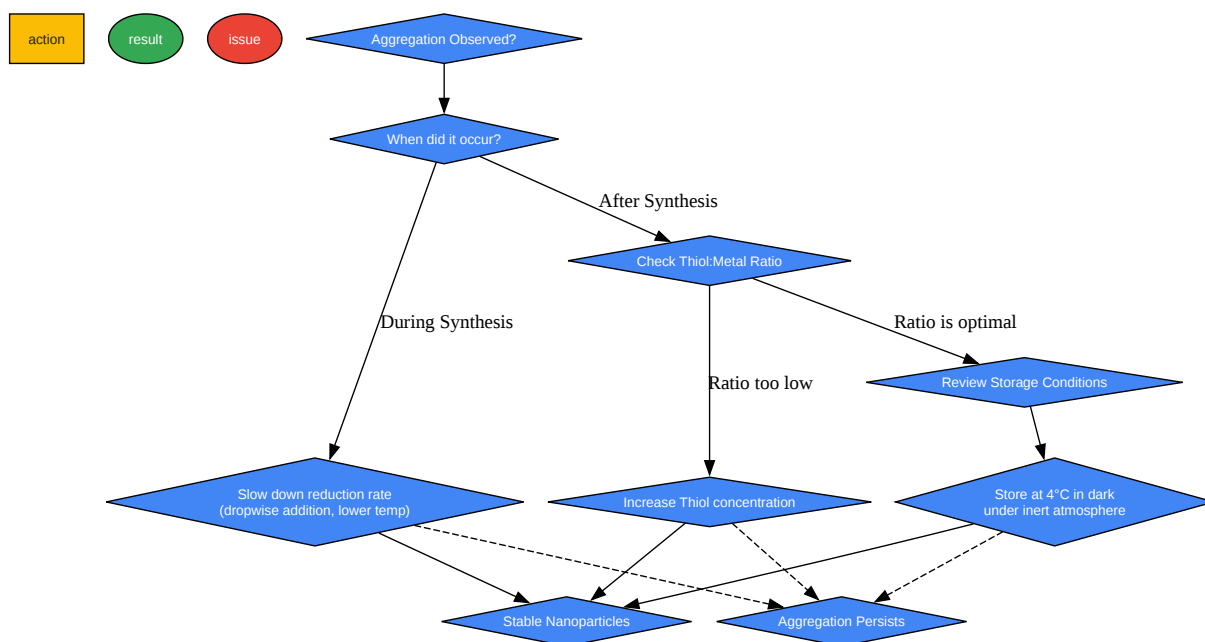 action
result
issue
Aggregation Observed?
When did it occur?
After Synthesis
Check Thiol:Metal Ratio
During Synthesis
Ratio is optimal
Ratio too low
Review Storage Conditions
Slow down reduction rate
(dropwise addition, lower temp)
Increase Thiol concentration
Store at 4°C in dark
under inert atmosphere
Stable Nanoparticles
Aggregation Persists